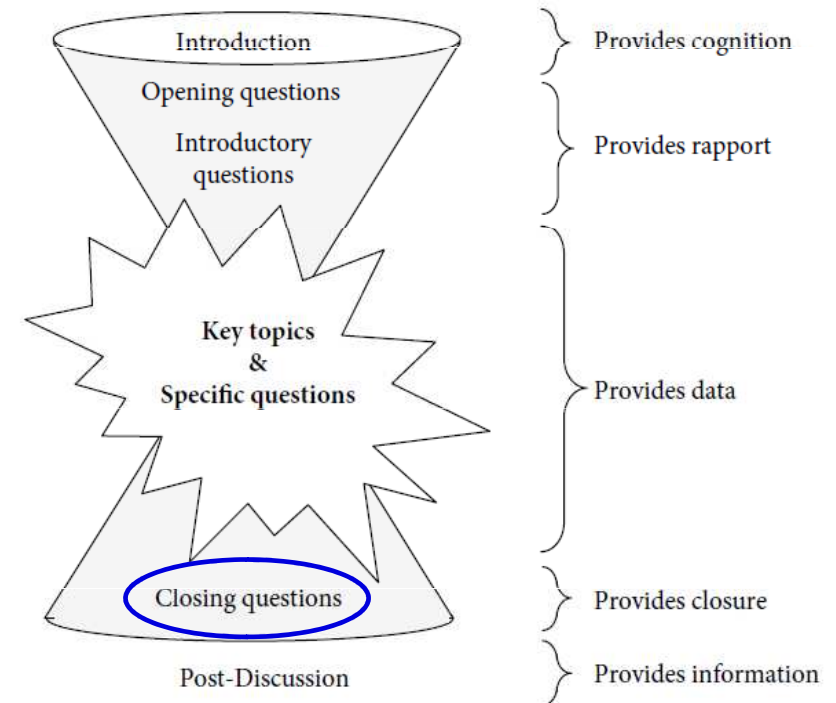 Introduction
Provides cognition
Opening questions
Introductory
questions
Provides rapport
Key topics
&
Specific questions
Provides data
Closing questions
Provides closure
Post-Discussion
Provides information